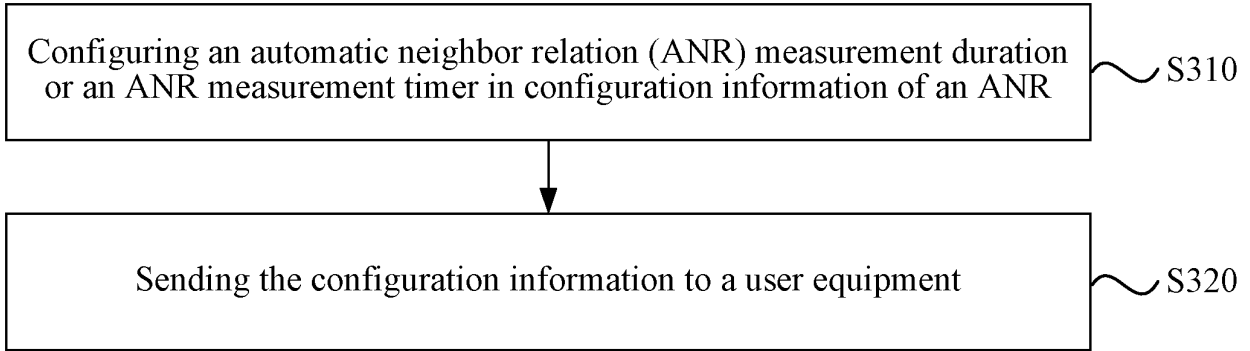 Configuring an automatic neighbor relation (ANR) measurement duration
or an ANR measurement timer in configuration information of an ANR
S310
Sending the configuration information to a user equipment
S320